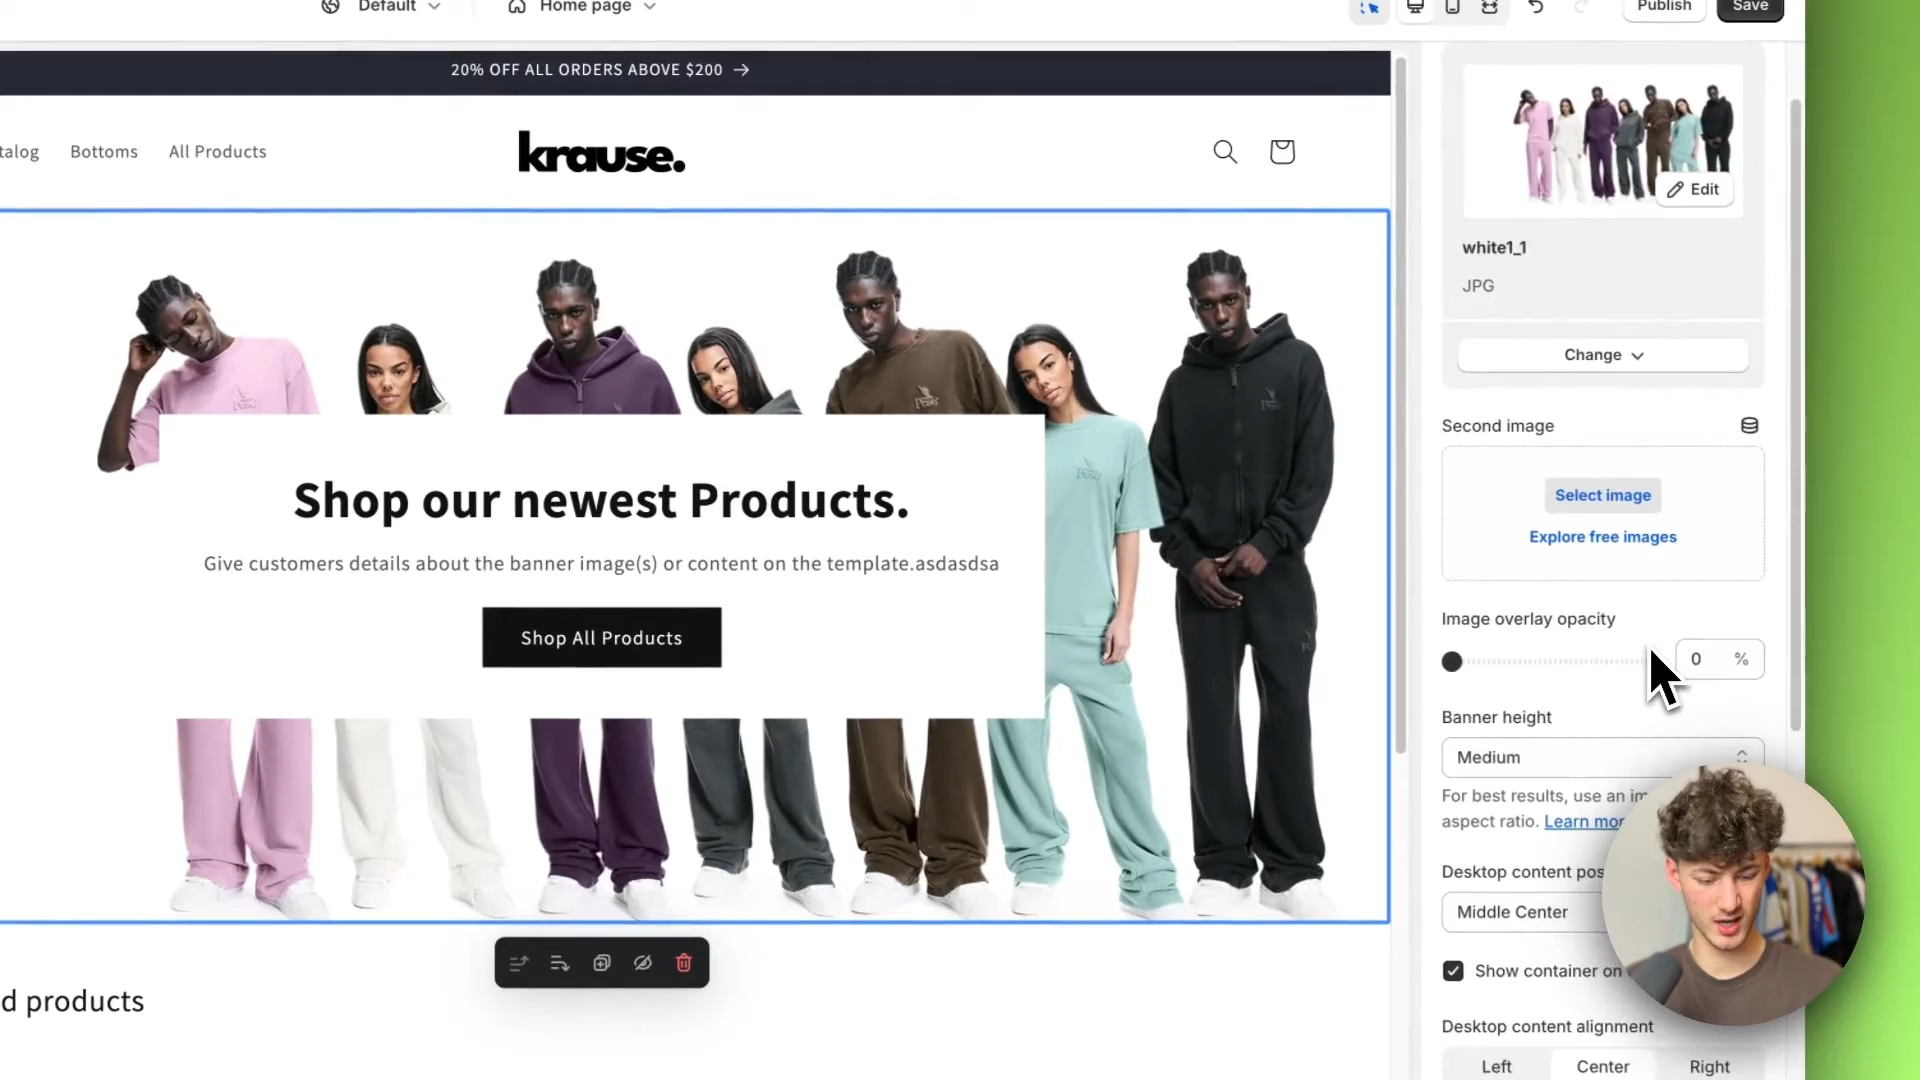 Default
Home page
Publish
Save
20% OFF ALL ORDERS ABOVE $200 →
talog
Bottoms
All Products
krause.
Edit
white1_1
JPG
Change
Second image
Select image
Explore free images
Shop our newest Products.
Give customers details about the banner image(s) or content on the template.asdasdsa
Shop All Products
Image overlay opacity
0 %
Banner height
Medium
For best results, use an im
aspect ratio. Learn mor
Desktop content pos
Middle Center
Show container on
Desktop content alignment
Left
Center
Right
d products